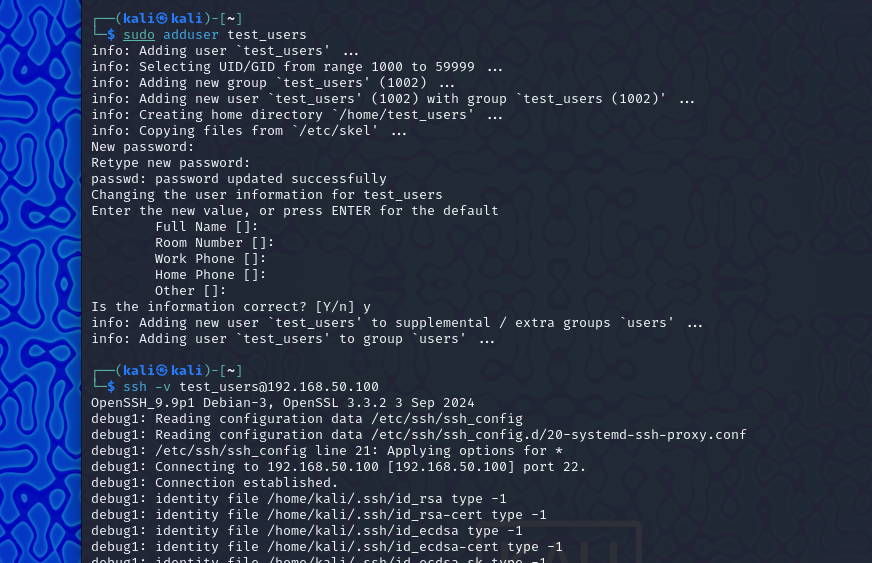 ┌──(kali㉿kali)-[~]
└─$ sudo adduser test_users
info: Adding user `test_users' ...
info: Selecting UID/GID from range 1000 to 59999 ...
info: Adding new group `test_users' (1002) ...
info: Adding new user `test_users' (1002) with group `test_users (1002)' ...
info: Creating home directory `/home/test_users' ...
info: Copying files from `/etc/skel' ...
New password:
Retype new password:
passwd: password updated successfully
Changing the user information for test_users
Enter the new value, or press ENTER for the default
        Full Name []:
        Room Number []:
        Work Phone []:
        Home Phone []:
        Other []:
Is the information correct? [Y/n] y
info: Adding new user `test_users' to supplemental / extra groups `users' ...
info: Adding user `test_users' to group `users' ...

┌──(kali㉿kali)-[~]
└─$ ssh -v test_users@192.168.50.100
OpenSSH_9.9p1 Debian-3, OpenSSL 3.3.2 3 Sep 2024
debug1: Reading configuration data /etc/ssh/ssh_config
debug1: Reading configuration data /etc/ssh/ssh_config.d/20-systemd-ssh-proxy.conf
debug1: /etc/ssh/ssh_config line 21: Applying options for *
debug1: Connecting to 192.168.50.100 [192.168.50.100] port 22.
debug1: Connection established.
debug1: identity file /home/kali/.ssh/id_rsa type -1
debug1: identity file /home/kali/.ssh/id_rsa-cert type -1
debug1: identity file /home/kali/.ssh/id_ecdsa type -1
debug1: identity file /home/kali/.ssh/id_ecdsa-cert type -1
debug1: identity file /home/kali/.ssh/id_ecdsa_sk type -1